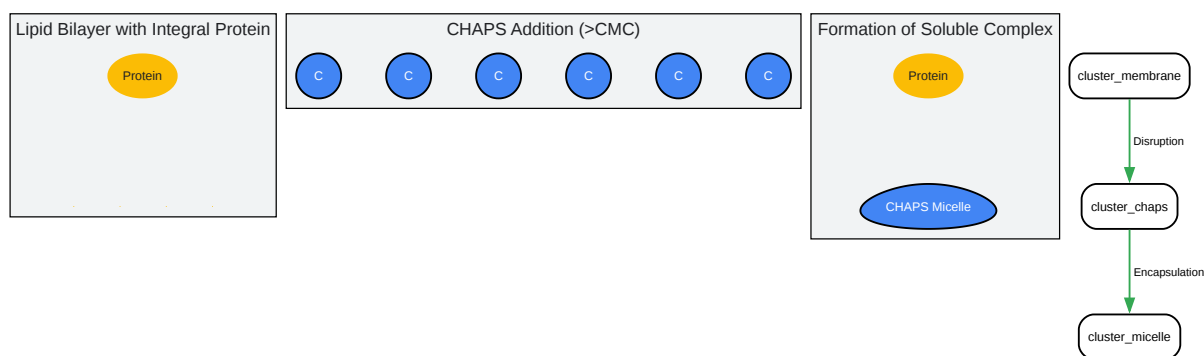 Lipid Bilayer with Integral Protein
Protein
CHAPS Addition (>CMC)
C C C C C C
Formation of Soluble Complex
Protein
CHAPS Micelle
cluster_membrane
Disruption
cluster_chaps
Encapsulation
cluster_micelle